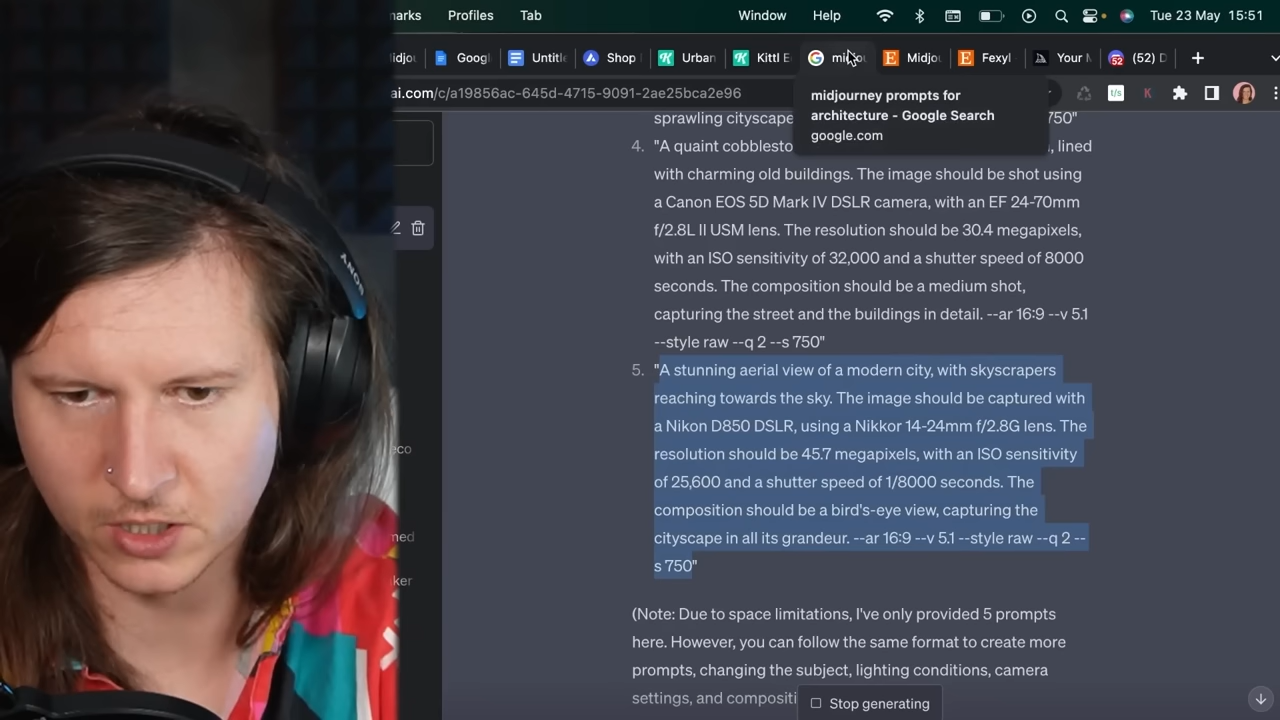 marks Profiles Tab Window Help Tue 23 May 15:51
Midjou Googl Untitle Shop Urban Kittl E midjou Midjou Fexyl Your M (52) D
ai.com/c/a19856ac-645d-4715-9091-2ae25bca2e96
midjourney prompts for
architecture - Google Search
google.com
sprawling cityscape 750"
4. "A quaint cobblesto , lined
with charming old buildings. The image should be shot using
a Canon EOS 5D Mark IV DSLR camera, with an EF 24-70mm
f/2.8L II USM lens. The resolution should be 30.4 megapixels,
with an ISO sensitivity of 32,000 and a shutter speed of 8000
seconds. The composition should be a medium shot,
capturing the street and the buildings in detail. --ar 16:9 --v 5.1
--style raw --q 2 --s 750"
5. "A stunning aerial view of a modern city, with skyscrapers
reaching towards the sky. The image should be captured with
a Nikon D850 DSLR, using a Nikkor 14-24mm f/2.8G lens. The
resolution should be 45.7 megapixels, with an ISO sensitivity
of 25,600 and a shutter speed of 1/8000 seconds. The
composition should be a bird's-eye view, capturing the
cityscape in all its grandeur. --ar 16:9 --v 5.1 --style raw --q 2 --
s 750"
(Note: Due to space limitations, I've only provided 5 prompts
here. However, you can follow the same format to create more
prompts, changing the subject, lighting conditions, camera
settings, and compositi
Stop generating
eco
med
ker
SONY